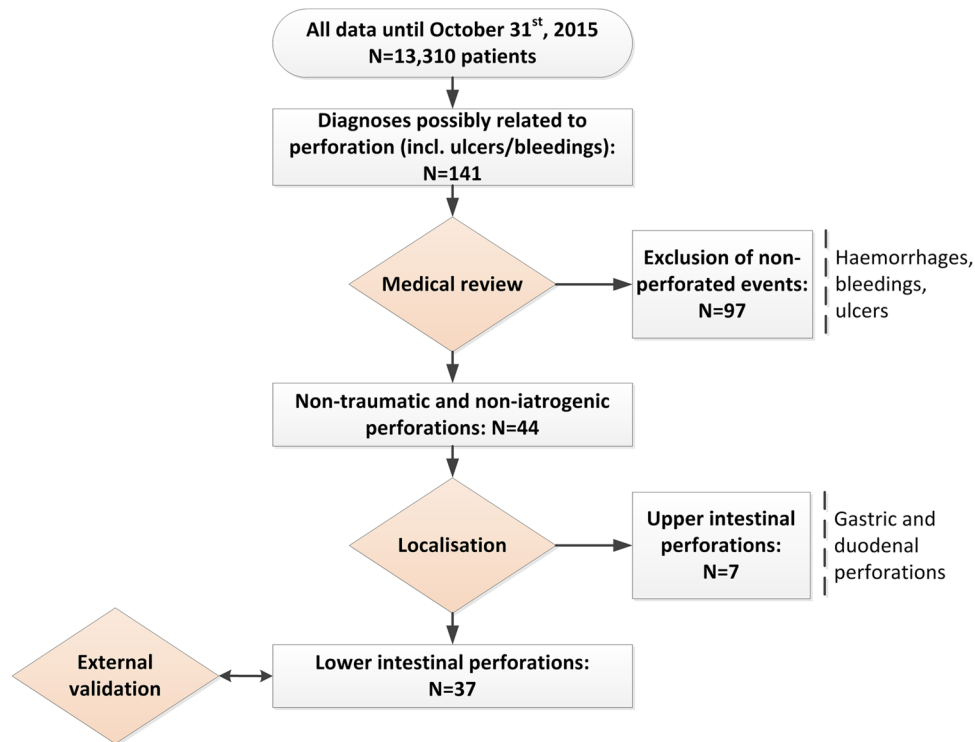 All data until October 31st, 2015
N=13,310 patients
Diagnoses possibly related to
perforation (incl. ulcers/bleedings):
N=141
Medical review
Exclusion of non-
perforated events:
N=97
Haemorrhages,
bleedings,
ulcers
Non-traumatic and non-iatrogenic
perforations: N=44
Localisation
Upper intestinal
perforations:
N=7
Gastric and
duodenal
perforations
External
validation
Lower intestinal perforations:
N=37